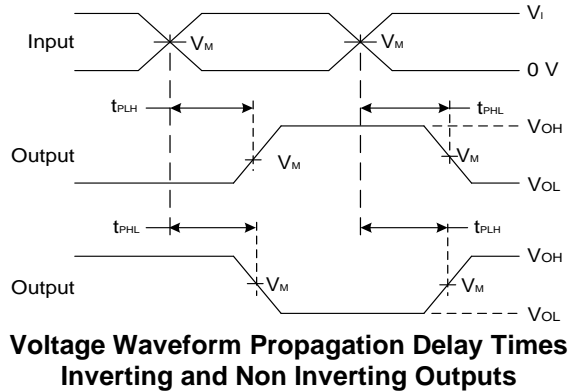 Input VM VM VI
0 V
tPLH tPHL
VOH
Output VM VM
VOL
tPHL tPLH
VOH
Output VM VM
VOL
Voltage Waveform Propagation Delay Times
Inverting and Non Inverting Outputs